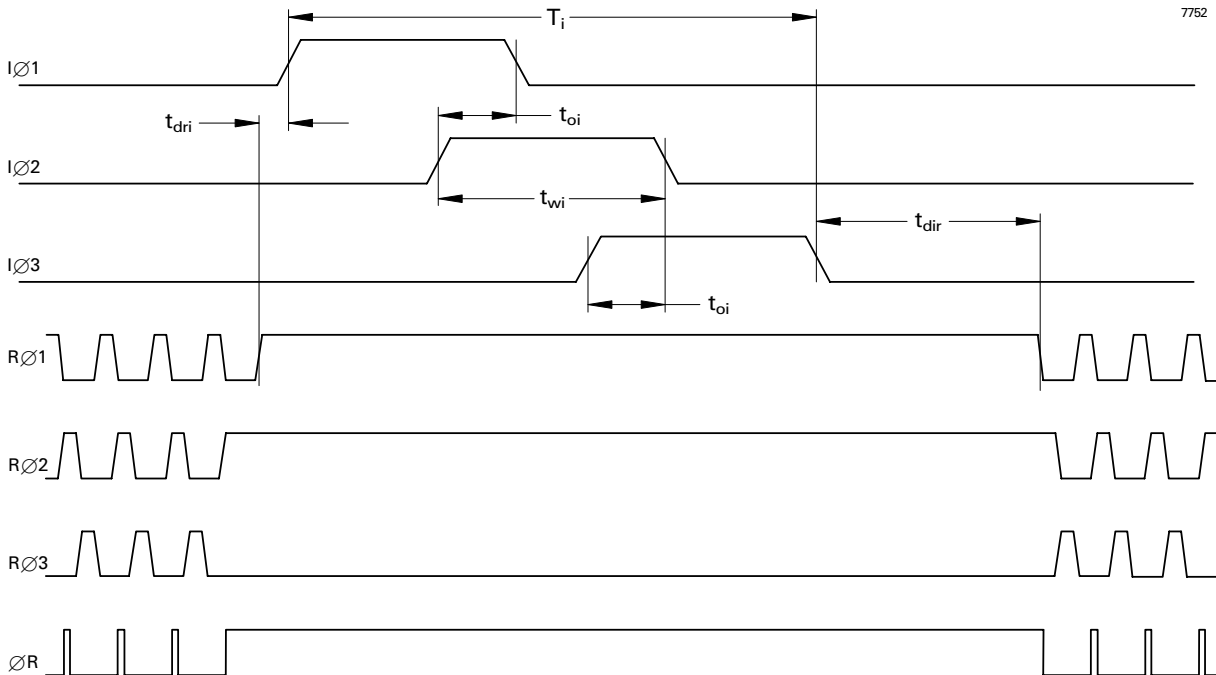 7752
Tᵢ
I∅1
t_dri
t_oi
I∅2
t_wi
t_dir
I∅3
t_oi
R∅1
R∅2
R∅3
∅R